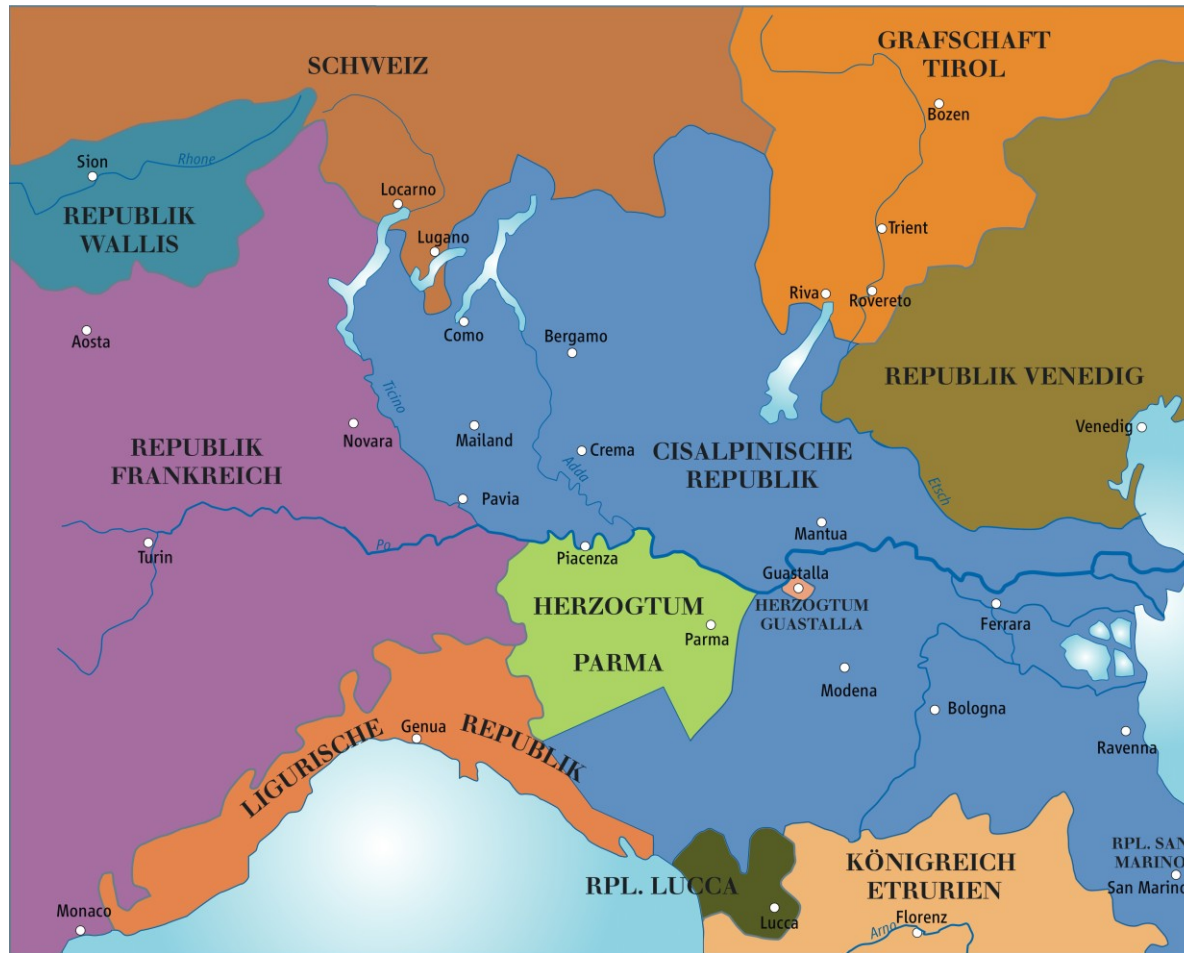 SCHWEIZ
GRAFSCHAFT
TIROL
Bozen
Sion
Rhone
REPUBLIK
WALLIS
Locarno
Lugano
Trient
Riva
Rovereto
Aosta
Como
Bergamo
REPUBLIK VENEDIG
Venedig
Ticino
Novara
Mailand
Crema
REPUBLIK
FRANKREICH
CISALPINISCHE
REPUBLIK
Adda
Etsch
Pavia
Mantua
Turin
Po
Piacenza
Guastalla
HERZOGTUM
GUASTALLA
Ferrara
HERZOGTUM
PARMA
Parma
Modena
Bologna
Ravenna
Genua
LIGURISCHE
REPUBLIK
RPL. SAN
MARINO
San Marino
KÖNIGREICH
ETRURIEN
RPL. LUCCA
Lucca
Florenz
Arno
Monaco